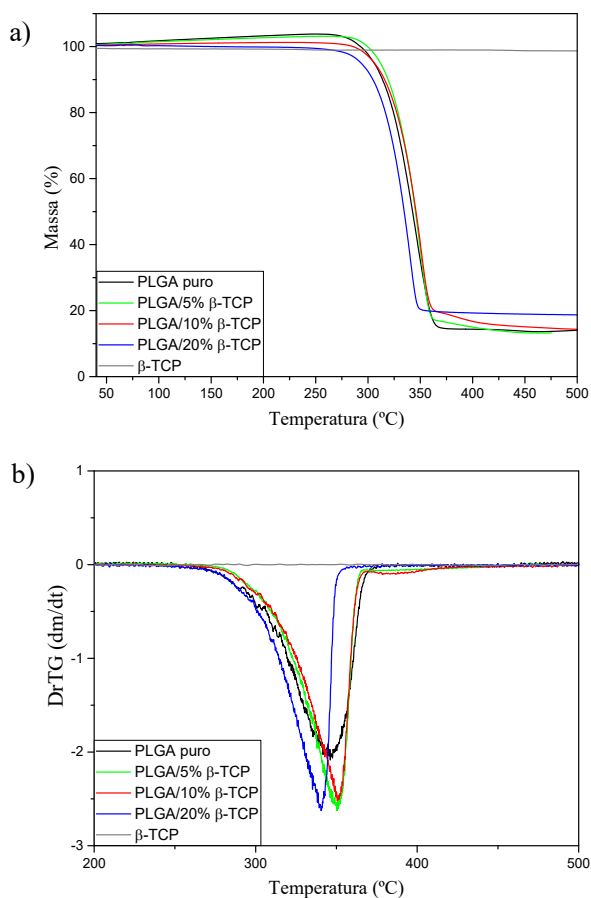 a)
100
80
60
40
20
0
Massa (%)
PLGA puro
PLGA/5% β-TCP
PLGA/10% β-TCP
PLGA/20% β-TCP
β-TCP
50 100 150 200 250 300 350 400 450 500
Temperatura (ºC)
b)
1
0
-1
-2
-3
DrTG (dm/dt)
PLGA puro
PLGA/5% β-TCP
PLGA/10% β-TCP
PLGA/20% β-TCP
β-TCP
200 300 400 500
Temperatura (ºC)